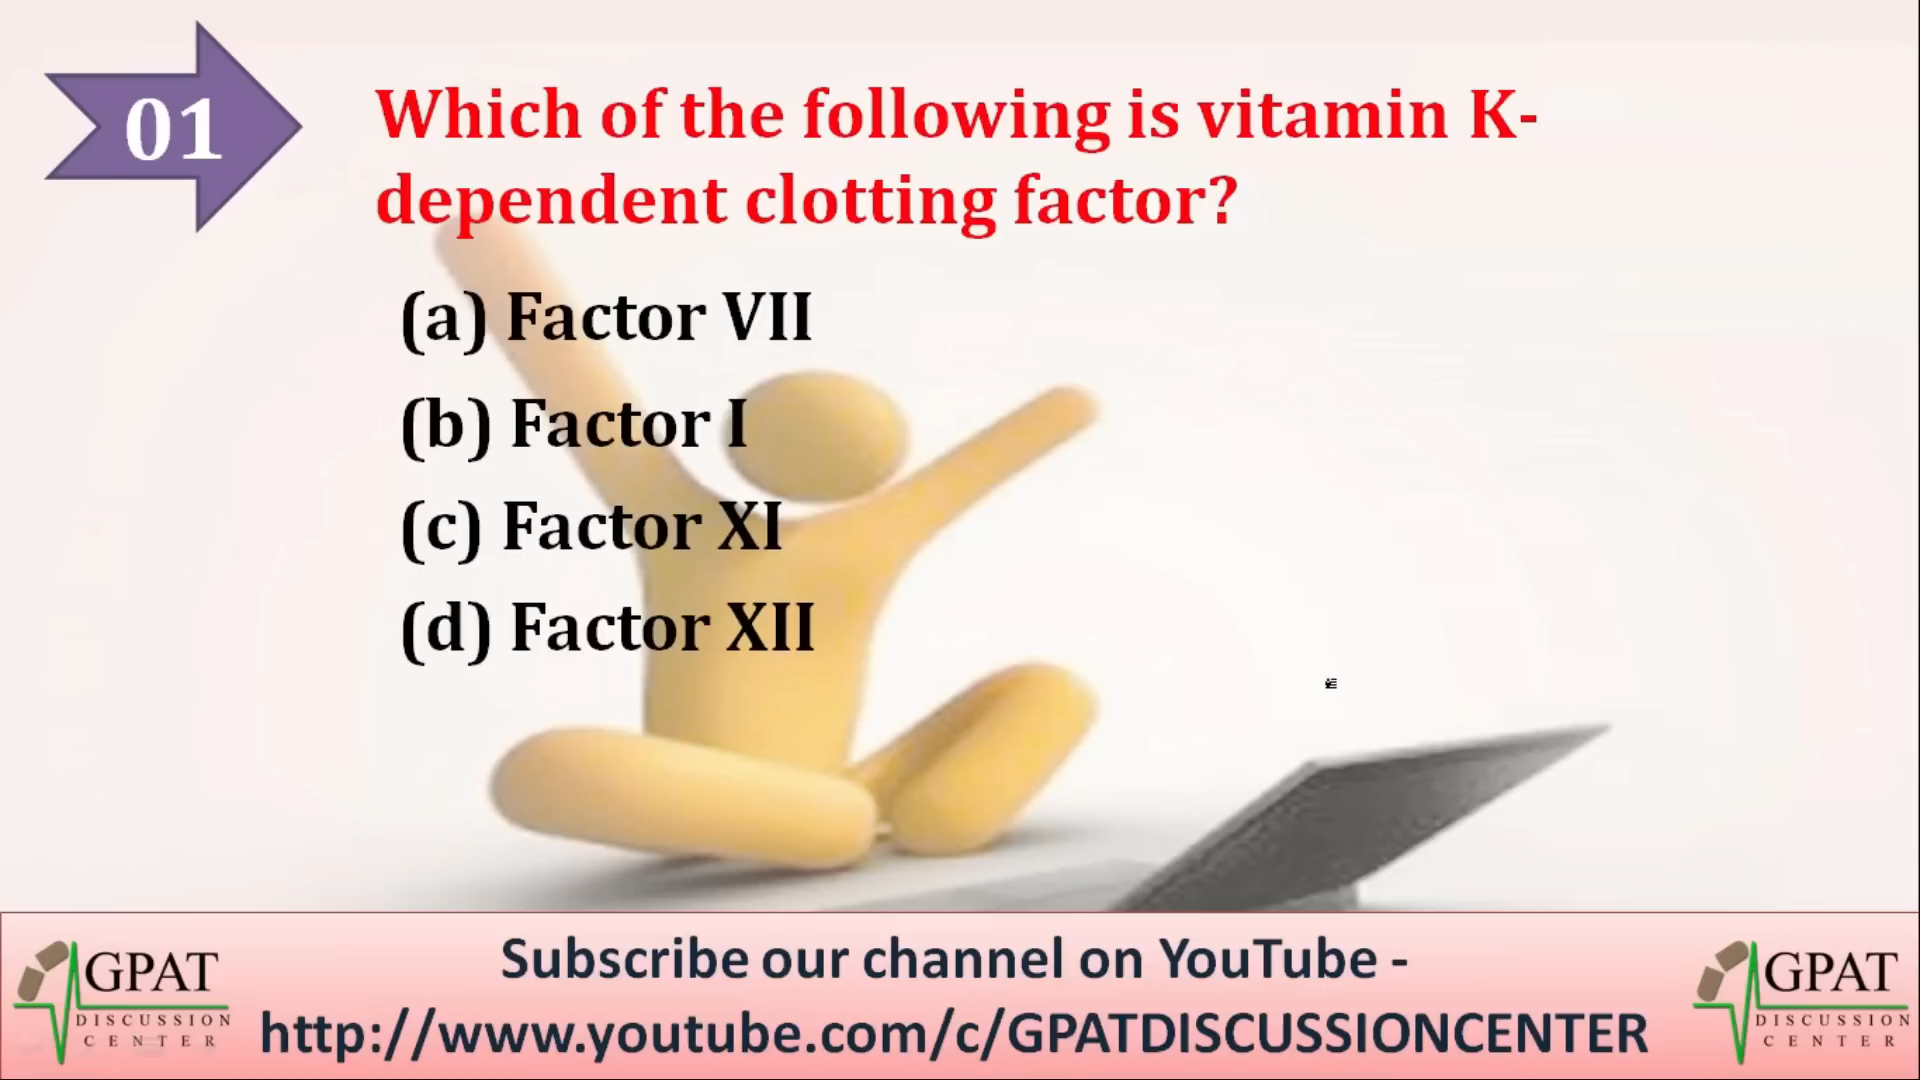 01
Which of the following is vitamin K-
dependent clotting factor?
(a) Factor VII
(b) Factor I
(c) Factor XI
(d) Factor XII
GPAT
DISCUSSION
CENTER
Subscribe our channel on YouTube -
http://www.youtube.com/c/GPATDISCUSSIONCENTER
GPAT
DISCUSSION
CENTER